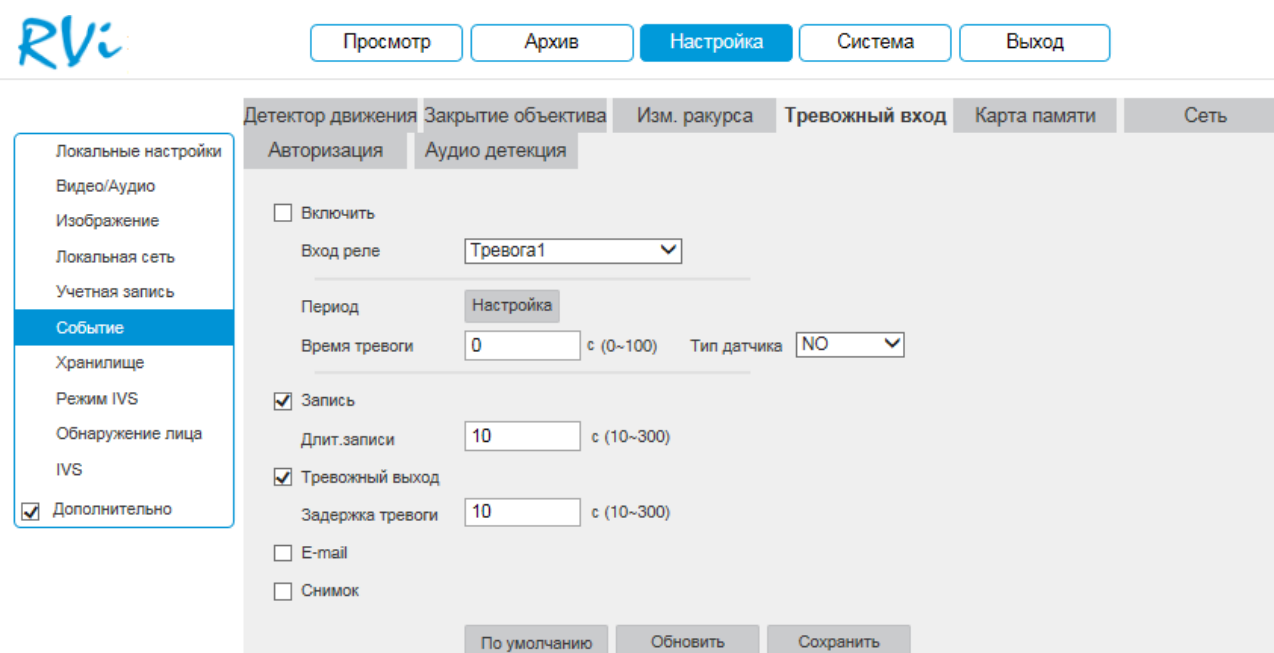 RVi
Просмотр Архив Настройка Система Выход
Детектор движения Закрытие объектива Изм. ракурса Тревожный вход Карта памяти Сеть
Авторизация Аудио детекция
Локальные настройки
Видео/Аудио
Изображение
Локальная сеть
Учетная запись
Событие
Хранилище
Режим IVS
Обнаружение лица
IVS
Дополнительно
Включить
Вход реле Тревога1
Период Настройка
Время тревоги 0 с (0~100) Тип датчика NO
Запись
Длит.записи 10 с (10~300)
Тревожный выход
Задержка тревоги 10 с (10~300)
E-mail
Снимок
По умолчанию Обновить Сохранить